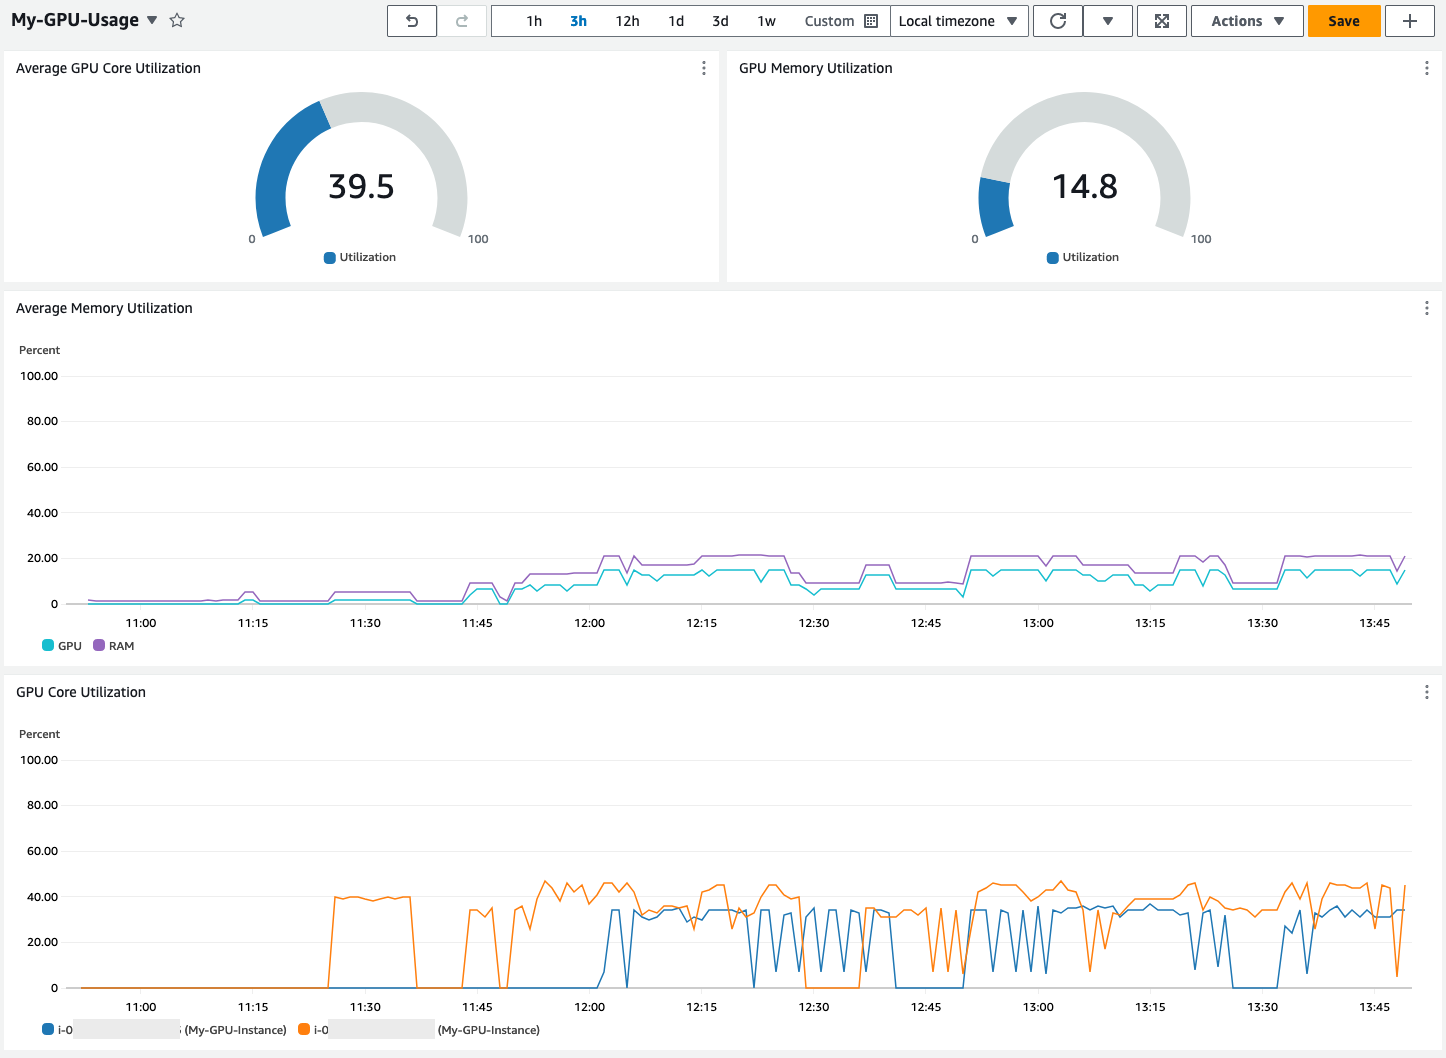 My-GPU-Usage 1h 3h 12h 1d 3d 1w Custom Local timezone Actions Save
Average GPU Core Utilization
39.5
0 100
Utilization
GPU Memory Utilization
14.8
0 100
Utilization
Average Memory Utilization
Percent
100.00
80.00
60.00
40.00
20.00
0
11:00 11:15 11:30 11:45 12:00 12:15 12:30 12:45 13:00 13:15 13:30 13:45
GPU RAM
GPU Core Utilization
Percent
100.00
80.00
60.00
40.00
20.00
0
11:00 11:15 11:30 11:45 12:00 12:15 12:30 12:45 13:00 13:15 13:30 13:45
i-0 (My-GPU-Instance) i-0 (My-GPU-Instance)